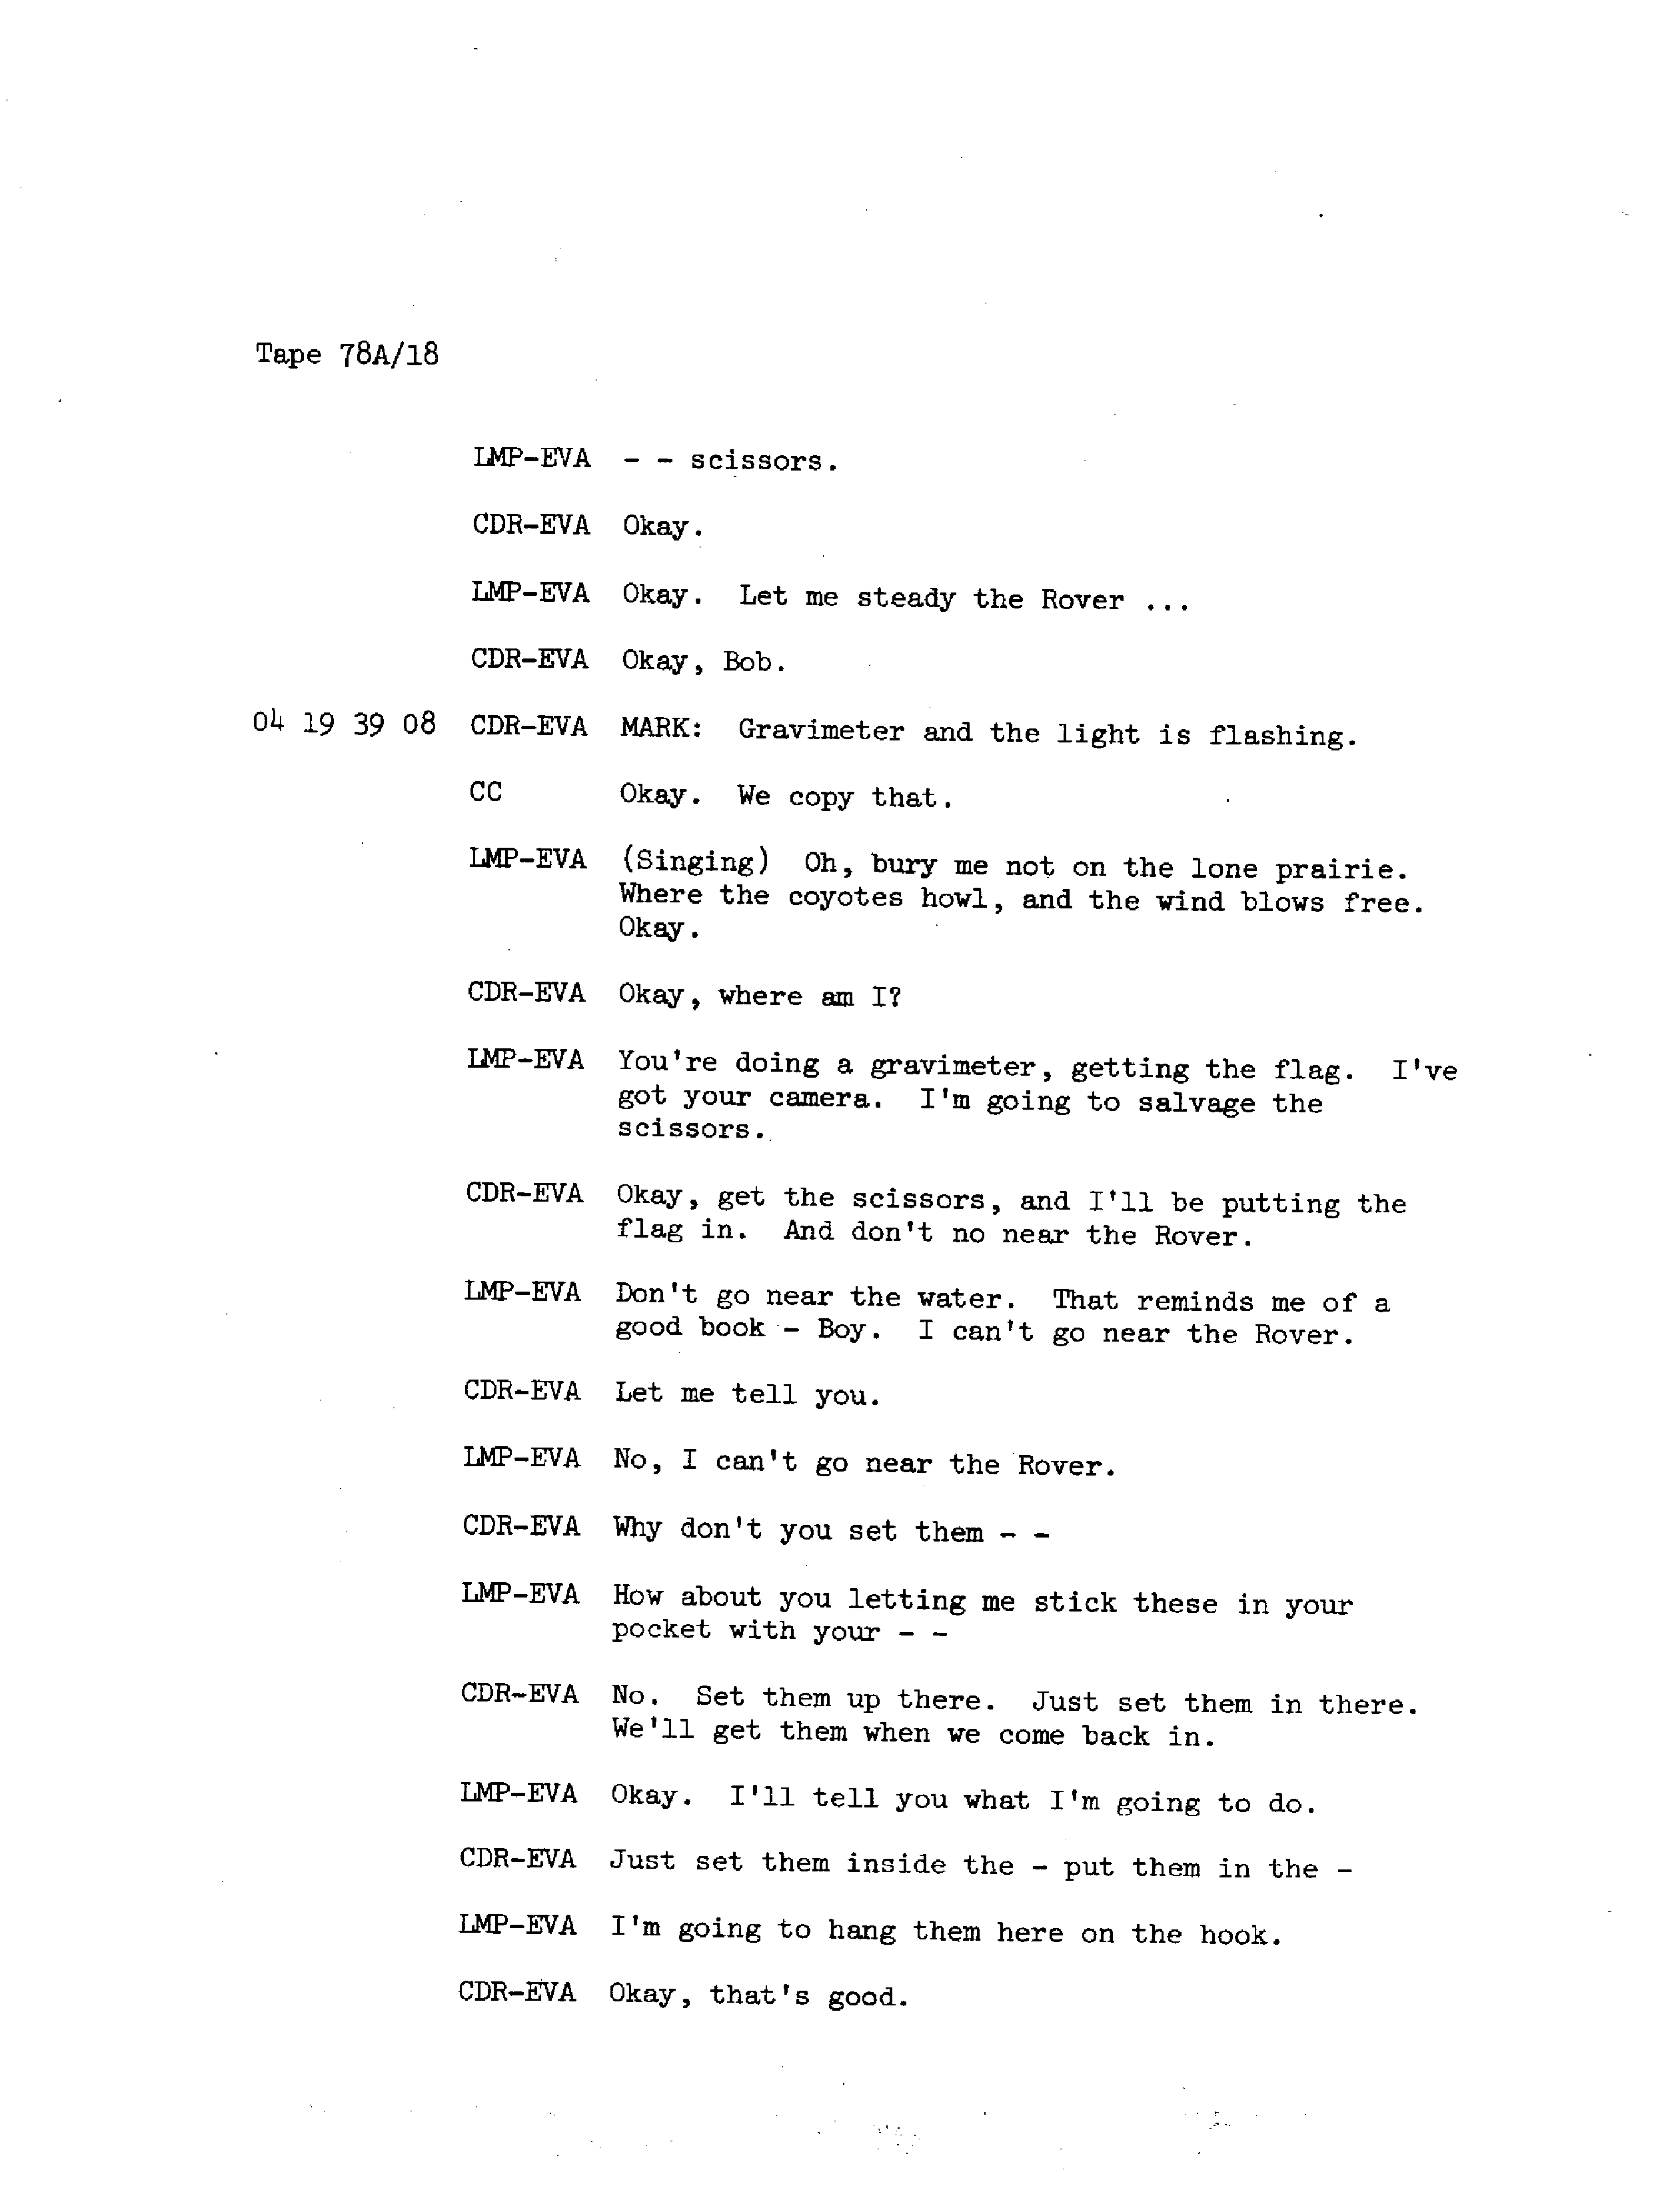 Tape 78A/18
LMP-EVA - - scissors.
CDR-EVA Okay.
LMP-EVA Okay. Let me steady the Rover ...
CDR-EVA Okay, Bob.
04 19 39 08 CDR-EVA MARK: Gravimeter and the light is flashing.
CC Okay. We copy that.
LMP-EVA (Singing) Oh, bury me not on the lone prairie.
Where the coyotes howl, and the wind blows free.
Okay.
CDR-EVA Okay, where am I?
LMP-EVA You're doing a gravimeter, getting the flag. I've
got your camera. I'm going to salvage the
scissors.
CDR-EVA Okay, get the scissors, and I'll be putting the
flag in. And don't no near the Rover.
LMP-EVA Don't go near the water. That reminds me of a
good book - Boy. I can't go near the Rover.
CDR-EVA Let me tell you.
LMP-EVA No, I can't go near the Rover.
CDR-EVA Why don't you set them - -
LMP-EVA How about you letting me stick these in your
pocket with your - -
CDR-EVA No. Set them up there. Just set them in there.
We'll get them when we come back in.
LMP-EVA Okay. I'll tell you what I'm going to do.
CDR-EVA Just set them inside the - put them in the -
LMP-EVA I'm going to hang them here on the hook.
CDR-EVA Okay, that's good.